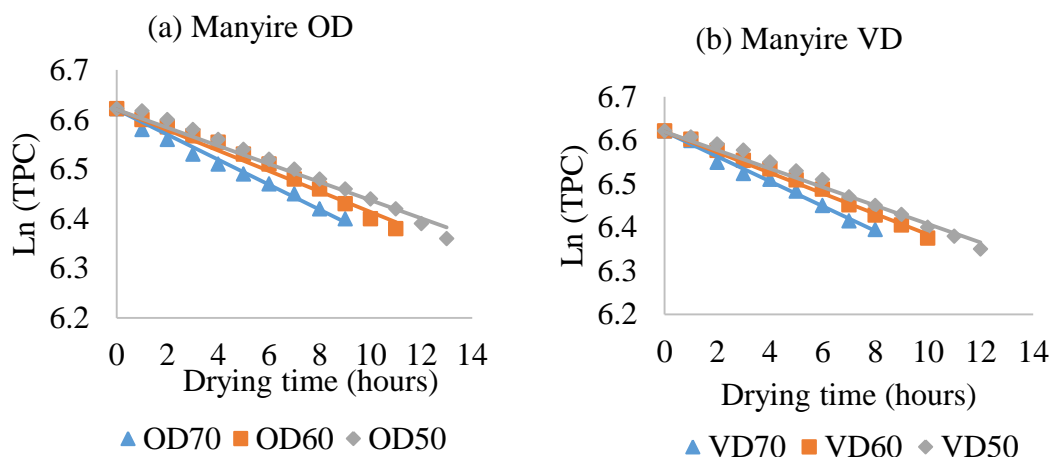 (a) Manyire OD
6.7
6.6
6.5
6.4
6.3
6.2
Ln (TPC)
0 2 4 6 8 10 12 14
Drying time (hours)
OD70 OD60 OD50
(b) Manyire VD
6.7
6.6
6.5
6.4
6.3
6.2
Ln (TPC)
0 2 4 6 8 10 12 14
Drying time (hours)
VD70 VD60 VD50